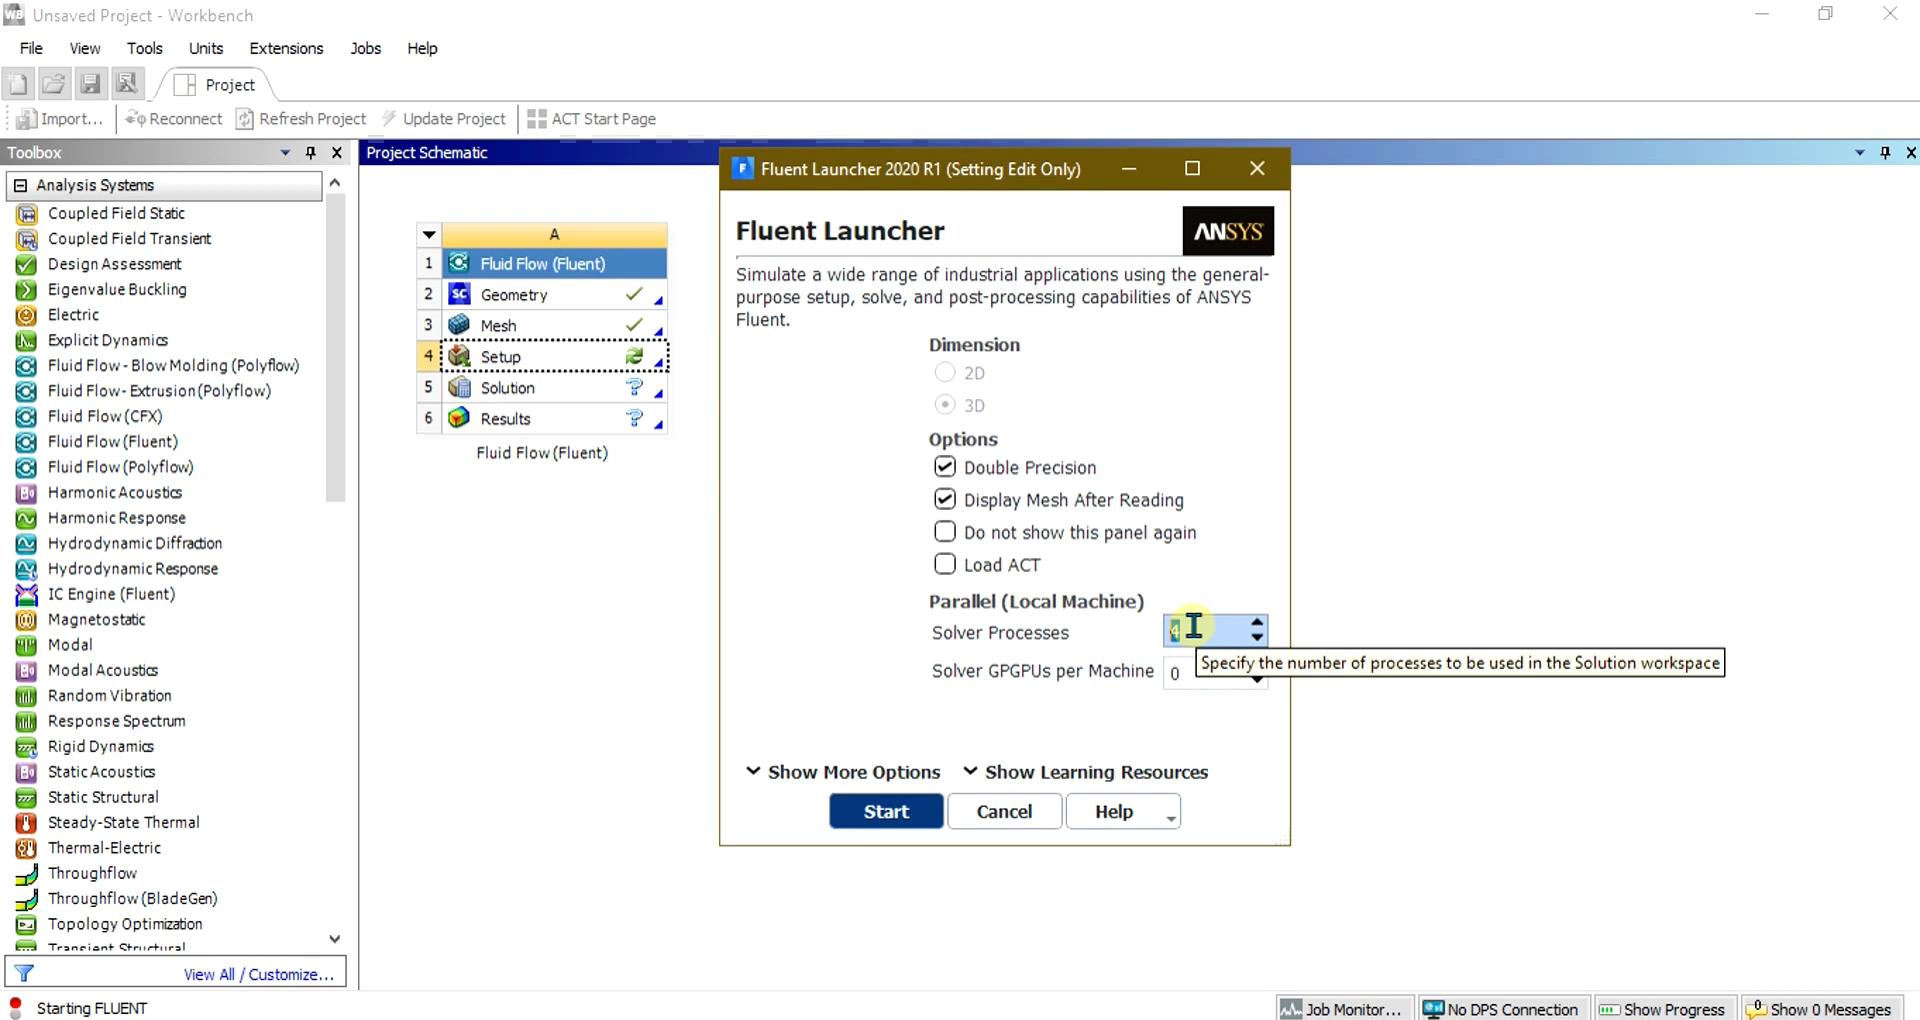 WB Unsaved Project - Workbench
File View Tools Units Extensions Jobs Help
Project
Import... Reconnect Refresh Project Update Project ACT Start Page
Toolbox
Analysis Systems
Coupled Field Static
Coupled Field Transient
Design Assessment
Eigenvalue Buckling
Electric
Explicit Dynamics
Fluid Flow - Blow Molding (Polyflow)
Fluid Flow - Extrusion (Polyflow)
Fluid Flow (CFX)
Fluid Flow (Fluent)
Fluid Flow (Polyflow)
Harmonic Acoustics
Harmonic Response
Hydrodynamic Diffraction
Hydrodynamic Response
IC Engine (Fluent)
Magnetostatic
Modal
Modal Acoustics
Random Vibration
Response Spectrum
Rigid Dynamics
Static Acoustics
Static Structural
Steady-State Thermal
Thermal-Electric
Throughflow
Throughflow (BladeGen)
Topology Optimization
Transient Structural
View All / Customize...
Project Schematic
A
1 Fluid Flow (Fluent)
2 SC Geometry
3 Mesh
4 Setup
5 Solution ?
6 Results ?
Fluid Flow (Fluent)
F Fluent Launcher 2020 R1 (Setting Edit Only)
Fluent Launcher
ANSYS
Simulate a wide range of industrial applications using the general-
purpose setup, solve, and post-processing capabilities of ANSYS
Fluent.
Dimension
2D
3D
Options
Double Precision
Display Mesh After Reading
Do not show this panel again
Load ACT
Parallel (Local Machine)
Solver Processes 4
Specify the number of processes to be used in the Solution workspace
Solver GPGPUs per Machine 0
Show More Options Show Learning Resources
Start Cancel Help
Starting FLUENT
Job Monitor... No DPS Connection Show Progress Show 0 Messages